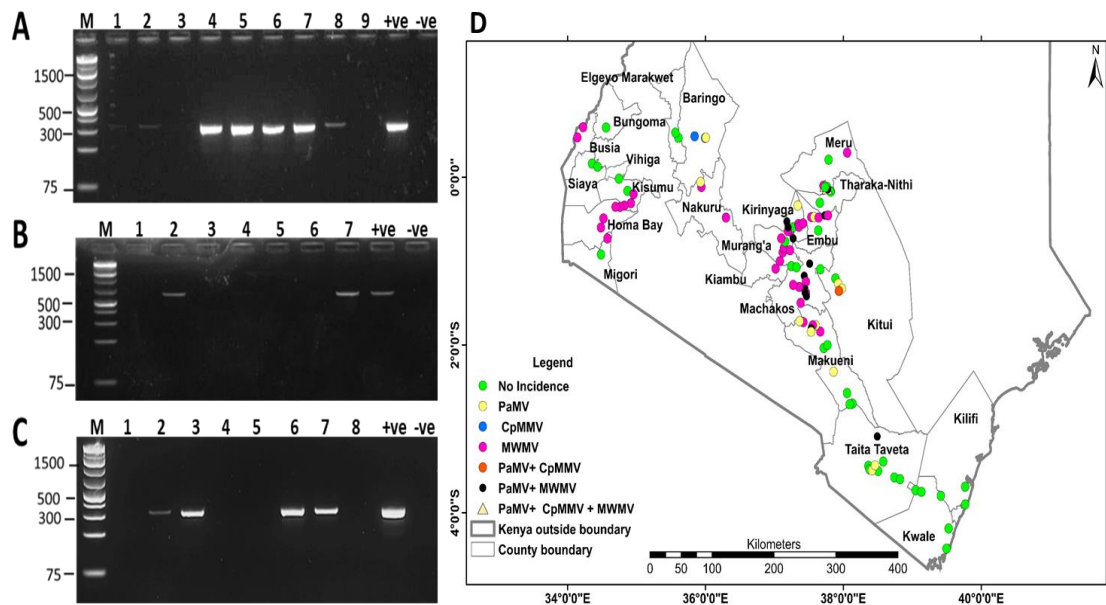 A
M 1 2 3 4 5 6 7 8 9 +ve -ve
1500
500
300
75
B
M 1 2 3 4 5 6 7 +ve -ve
1500
500
300
75
C
M 1 2 3 4 5 6 7 8 +ve -ve
1500
500
300
75
D
N
Elgeyo Marakwet
Baringo
Bungoma
Meru
Busia
Vihiga
Tharaka-Nithi
Siaya
Kisumu
Nakuru
Kirinyaga
Homa Bay
Embu
Murang'a
Migori
Kiambu
Machakos
Kitui
Makueni
Kilifi
Taita Taveta
Kwale
0°0'0"
2°0'0"S
4°0'0"S
Legend
No Incidence
PaMV
CpMMV
MWMV
PaMV+ CpMMV
PaMV+ MWMV
PaMV+ CpMMV + MWMV
Kenya outside boundary
County boundary
Kilometers
0 50 100 200 300 400
34°0'0"E 36°0'0"E 38°0'0"E 40°0'0"E